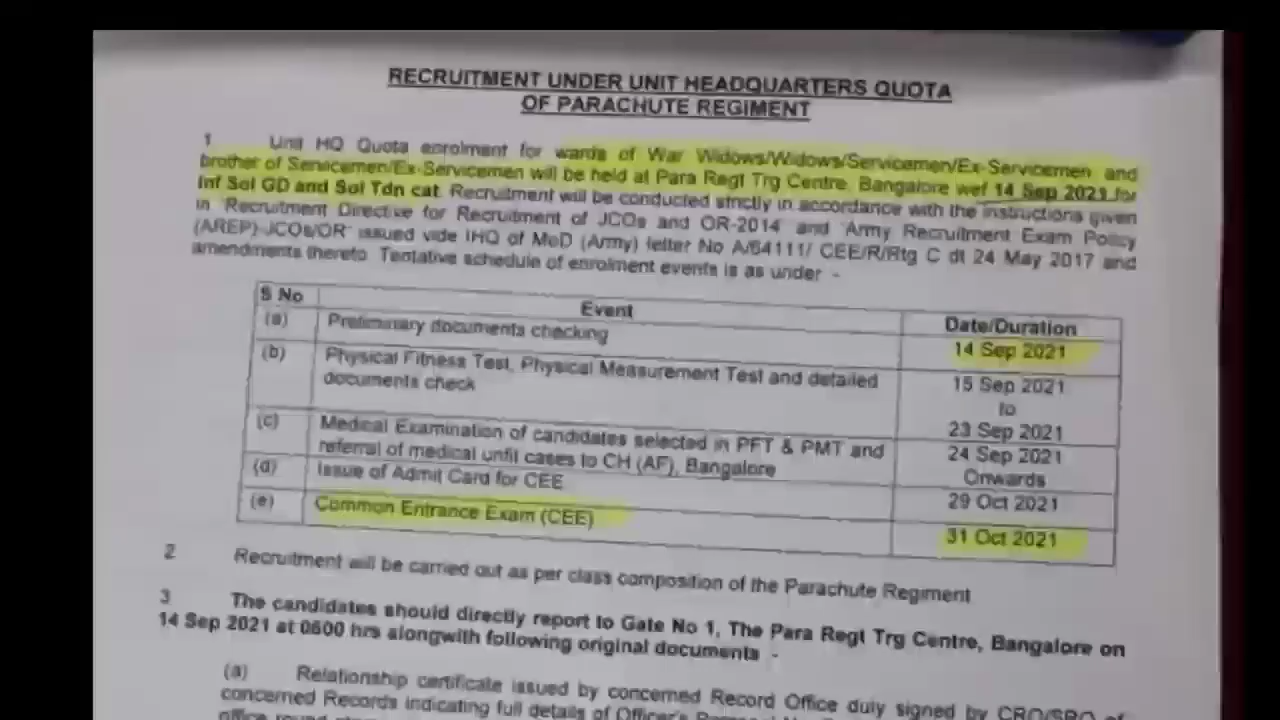 RECRUITMENT UNDER UNIT HEADQUARTERS QUOTA
OF PARACHUTE REGIMENT
1 Unit HQ Quota enrolment for wards of War Widows/Widows/Servicemen/Ex-Servicemen and
brother of Servicemen/Ex-Servicemen will be held at Para Regt Trg Centre, Bangalore wef 14 Sep 2021 for
Inf Sol GD and Sol Tdn cat. Recruitment will be conducted strictly in accordance with the instructions given
in 'Recruitment Directive for Recruitment of JCOs and OR-2014' and 'Army Recruitment Exam Policy
(AREP)-JCOs/OR' issued vide IHQ of MoD (Army) letter No A/64111/ CEE/R/Rtg C dt 24 May 2017 and
amendments thereto. Tentative schedule of enrolment events is as under -
S No Event Date/Duration
(a) Preliminary documents checking 14 Sep 2021
(b) Physical Fitness Test, Physical Measurement Test and detailed 15 Sep 2021
documents check to
23 Sep 2021
(c) Medical Examination of candidates selected in PFT & PMT and 24 Sep 2021
referral of medical unfit cases to CH (AF), Bangalore Onwards
(d) Issue of Admit Card for CEE 29 Oct 2021
(e) Common Entrance Exam (CEE) 31 Oct 2021
2 Recruitment will be carried out as per class composition of the Parachute Regiment
3 The candidates should directly report to Gate No 1, The Para Regt Trg Centre, Bangalore on
14 Sep 2021 at 0600 hrs alongwith following original documents -
(a) Relationship certificate issued by concerned Record Office duly signed by CRO/SRO of
concerned Records indicating full details of Officer's